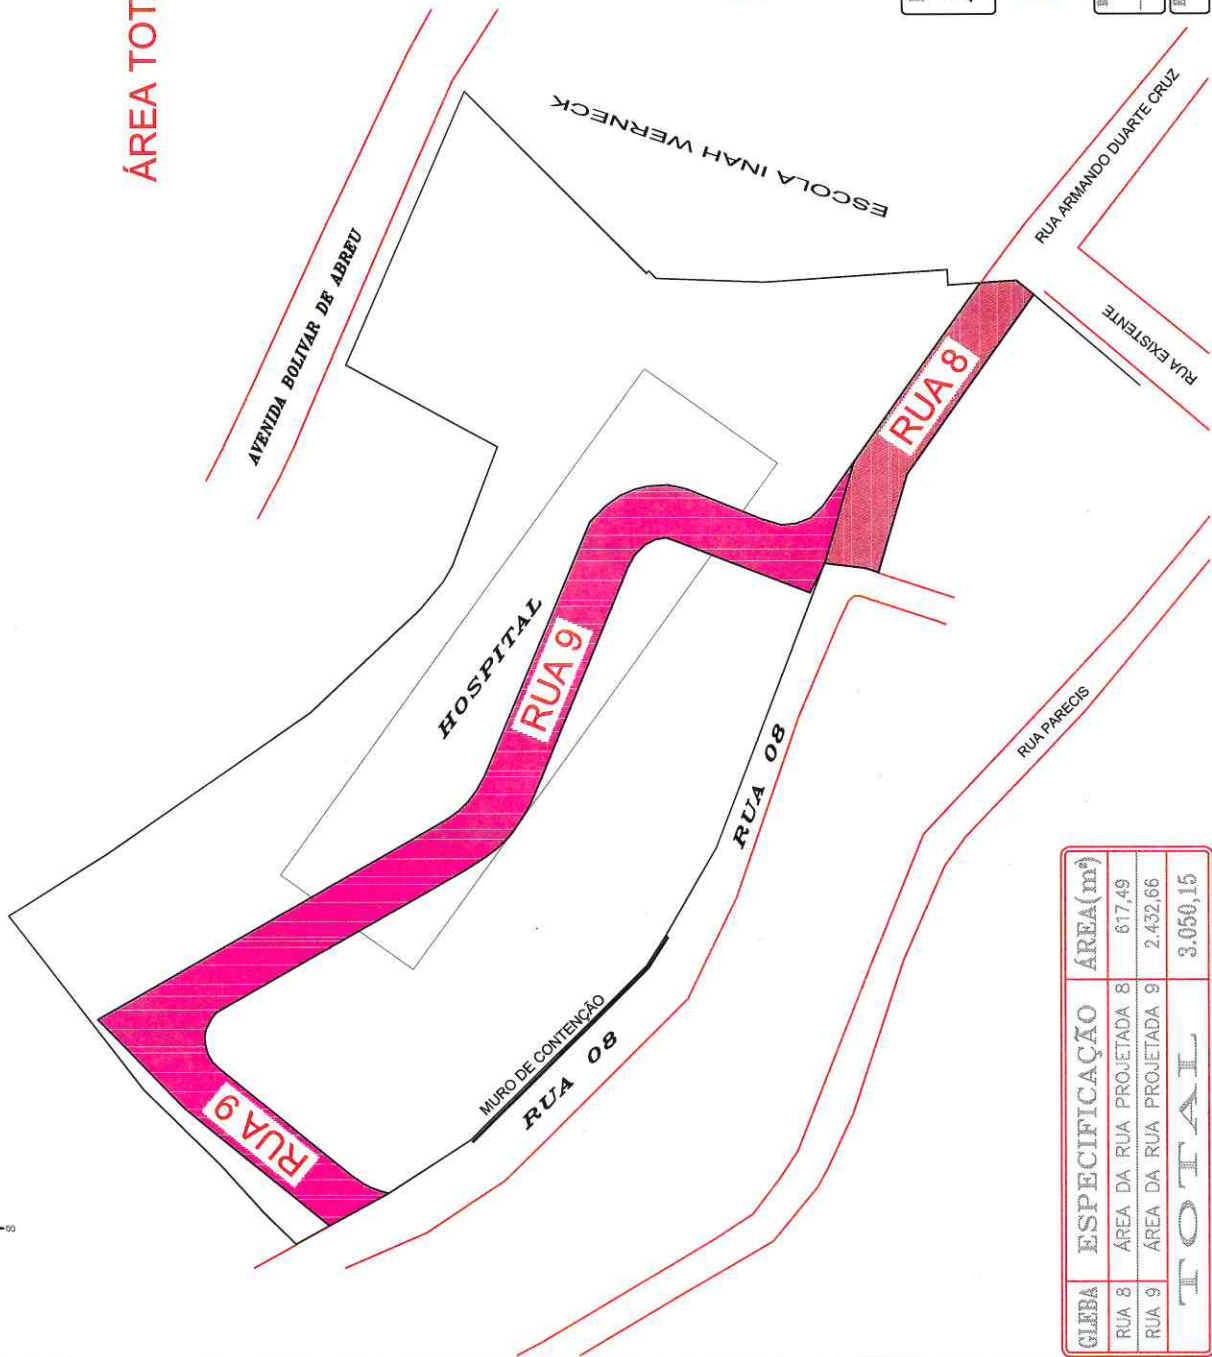 ÁREA TOT
AVENIDA BOLIVAR DE ABREU
ESCOLA INAH WERNECK
RUA ARMANDO DUARTE CRUZ
RUA EXISTENTE
RUA 8
HOSPITAL
RUA 9
RUA 08
RUA PARECIS
MURO DE CONTENÇÃO
RUA 08
RUA 9
GLEBA ESPECIFICAÇÃO ÁREA(m²)
RUA 8 ÁREA DA RUA PROJETADA 8 617,49
RUA 9 ÁREA DA RUA PROJETADA 9 2.432,66
TOTAL 3.050,15